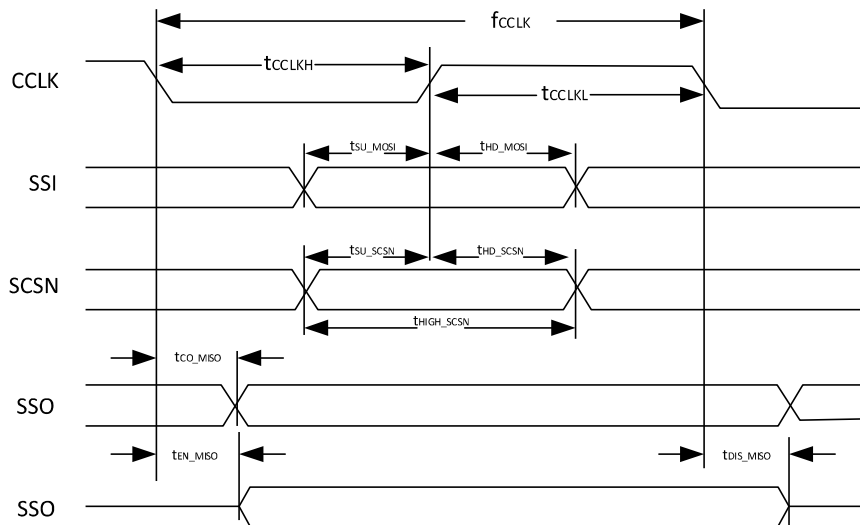 fCCLK
CCLK
tCCLKH
tCCLKL
tSU_MOSI
tHD_MOSI
SSI
tSU_SCSN
tHD_SCSN
SCSN
tHIGH_SCSN
tCO_MISO
SSO
tEN_MISO
tDIS_MISO
SSO